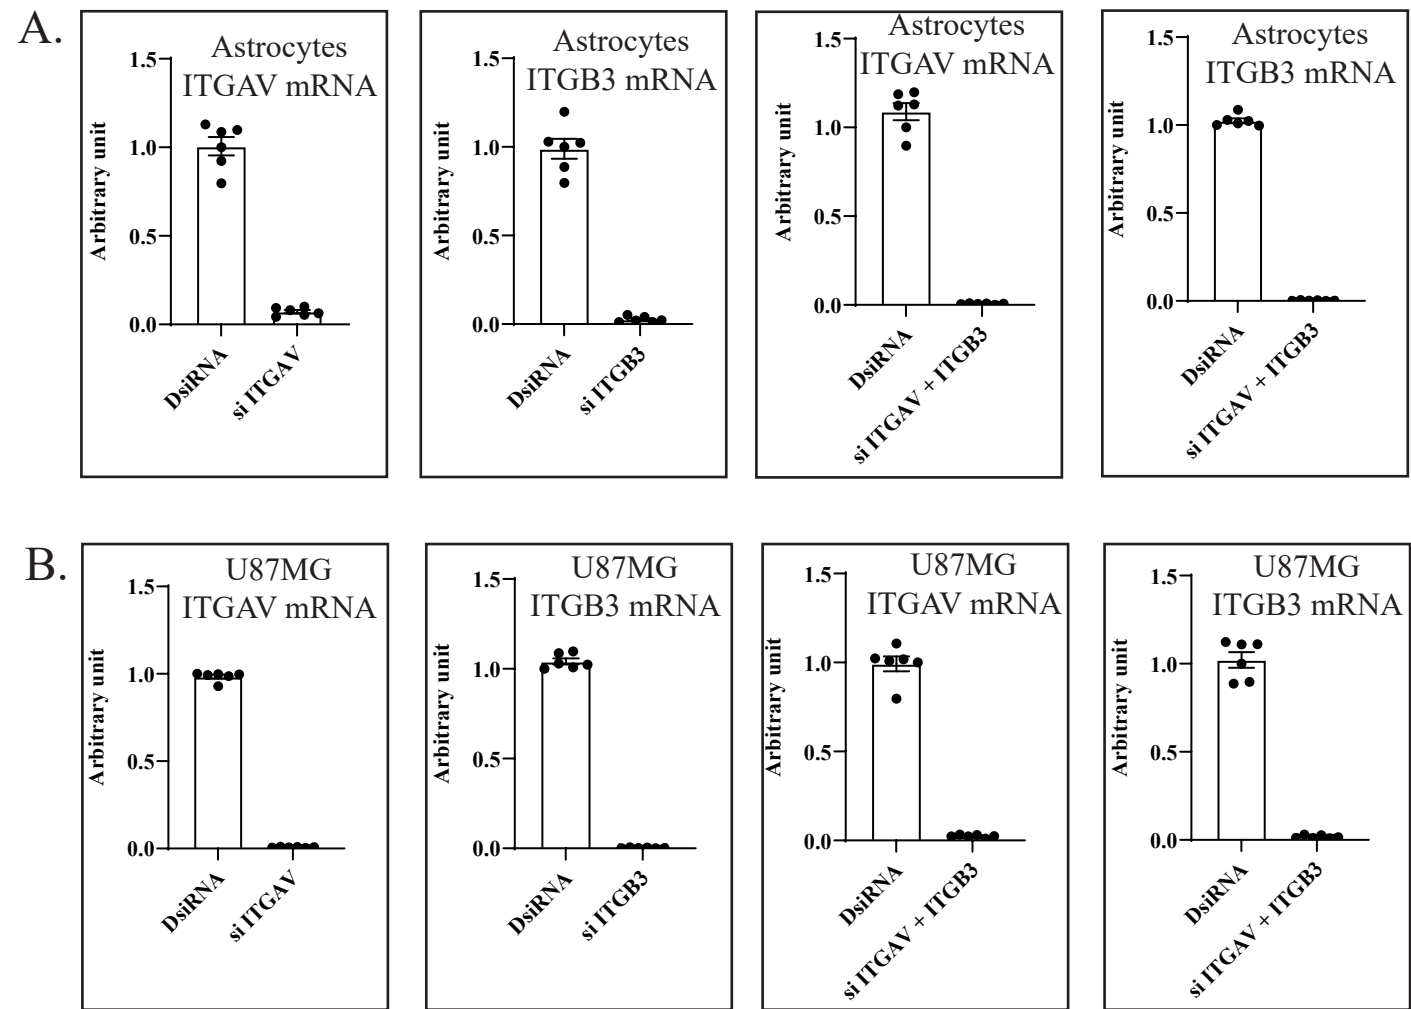 A.
Astrocytes
ITGAV mRNA
Arbitrary unit
1.5
1.0
0.5
0.0
DsiRNA
si ITGAV
Astrocytes
ITGB3 mRNA
Arbitrary unit
1.5
1.0
0.5
0.0
DsiRNA
si ITGB3
Astrocytes
ITGAV mRNA
Arbitrary unit
1.5
1.0
0.5
0.0
DsiRNA
si ITGAV + ITGB3
Astrocytes
ITGB3 mRNA
Arbitrary unit
1.5
1.0
0.5
0.0
DsiRNA
si ITGAV + ITGB3
B.
U87MG
ITGAV mRNA
Arbitrary unit
1.5
1.0
0.5
0.0
DsiRNA
si ITGAV
U87MG
ITGB3 mRNA
Arbitrary unit
1.5
1.0
0.5
0.0
DsiRNA
si ITGB3
U87MG
ITGAV mRNA
Arbitrary unit
1.5
1.0
0.5
0.0
DsiRNA
si ITGAV + ITGB3
U87MG
ITGB3 mRNA
Arbitrary unit
1.5
1.0
0.5
0.0
DsiRNA
si ITGAV + ITGB3